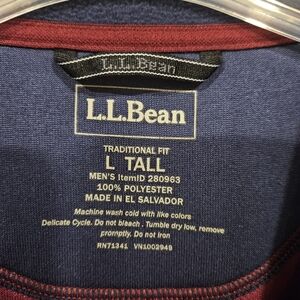 L.L.Bean
L.L.Bean
TRADITIONAL FIT
L TALL
MEN'S ItemID 280963
100% POLYESTER
MADE IN EL SALVADOR
Machine wash cold with like colors
Delicate Cycle. Do not bleach. Tumble dry low, remove
promptly. Do not iron
RN71341 VN1002949